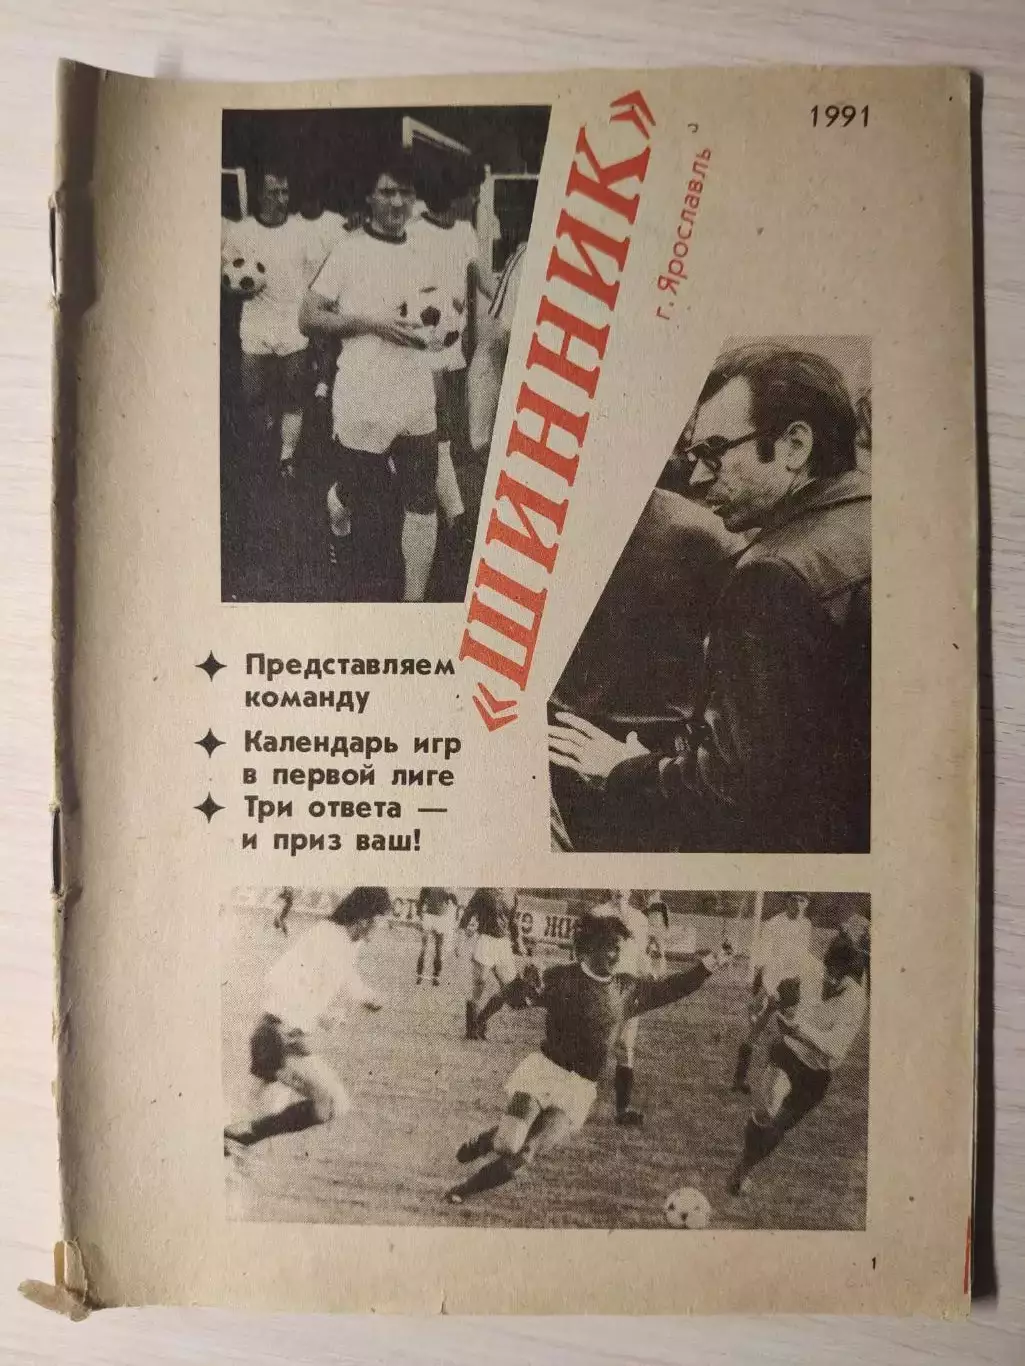 1991
«ШИННИК»
г. Ярославль
Представляем
команду
Календарь игр
в первой лиге
Три ответа —
и приз ваш!
1